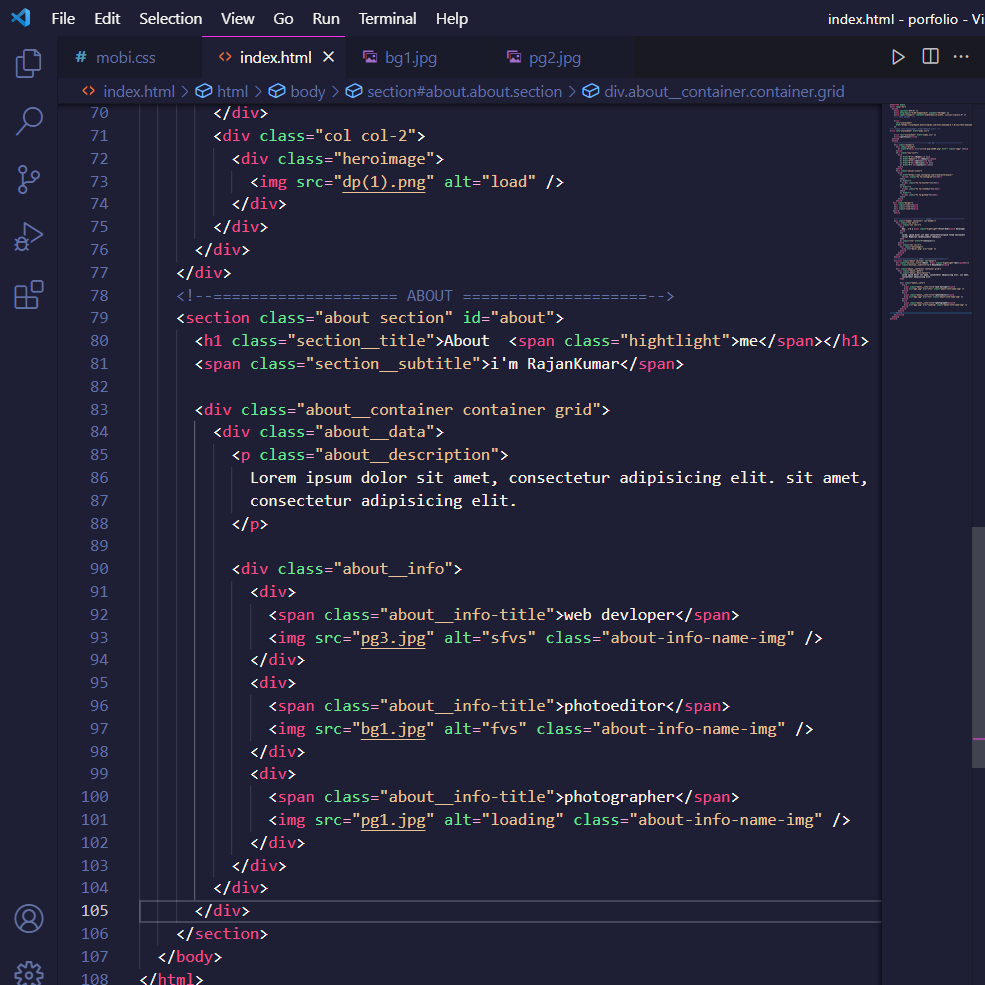 File Edit Selection View Go Run Terminal Help index.html - porfolio - Vi
# mobi.css <> index.html × bg1.jpg pg2.jpg ···
<> index.html > html > body > section#about.about.section > div.about__container.container.grid
70 </div>
71 <div class="col col-2">
72 <div class="heroimage">
73 <img src="dp(1).png" alt="load" />
74 </div>
75 </div>
76 </div>
77 </div>
78 <!--==================== ABOUT ====================-->
79 <section class="about section" id="about">
80 <h1 class="section__title">About  <span class="hightlight">me</span></h1>
81 <span class="section__subtitle">i'm RajanKumar</span>
82
83 <div class="about__container container grid">
84 <div class="about__data">
85 <p class="about__description">
86 Lorem ipsum dolor sit amet, consectetur adipisicing elit. sit amet,
87 consectetur adipisicing elit.
88 </p>
89
90 <div class="about__info">
91 <div>
92 <span class="about__info-title">web devloper</span>
93 <img src="pg3.jpg" alt="sfvs" class="about-info-name-img" />
94 </div>
95 <div>
96 <span class="about__info-title">photoeditor</span>
97 <img src="bg1.jpg" alt="fvs" class="about-info-name-img" />
98 </div>
99 <div>
100 <span class="about__info-title">photographer</span>
101 <img src="pg1.jpg" alt="loading" class="about-info-name-img" />
102 </div>
103 </div>
104 </div>
105 </div>
106 </section>
107 </body>
108 </html>